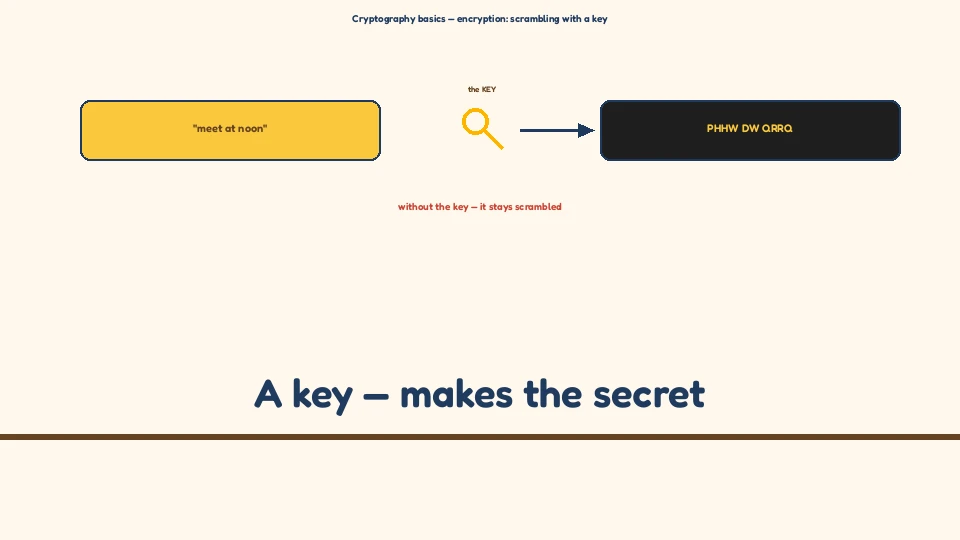 Cryptography basics — encryption: scrambling with a key
the KEY
"meet at noon"
PHHW DW QRRQ
without the key — it stays scrambled
A key — makes the secret